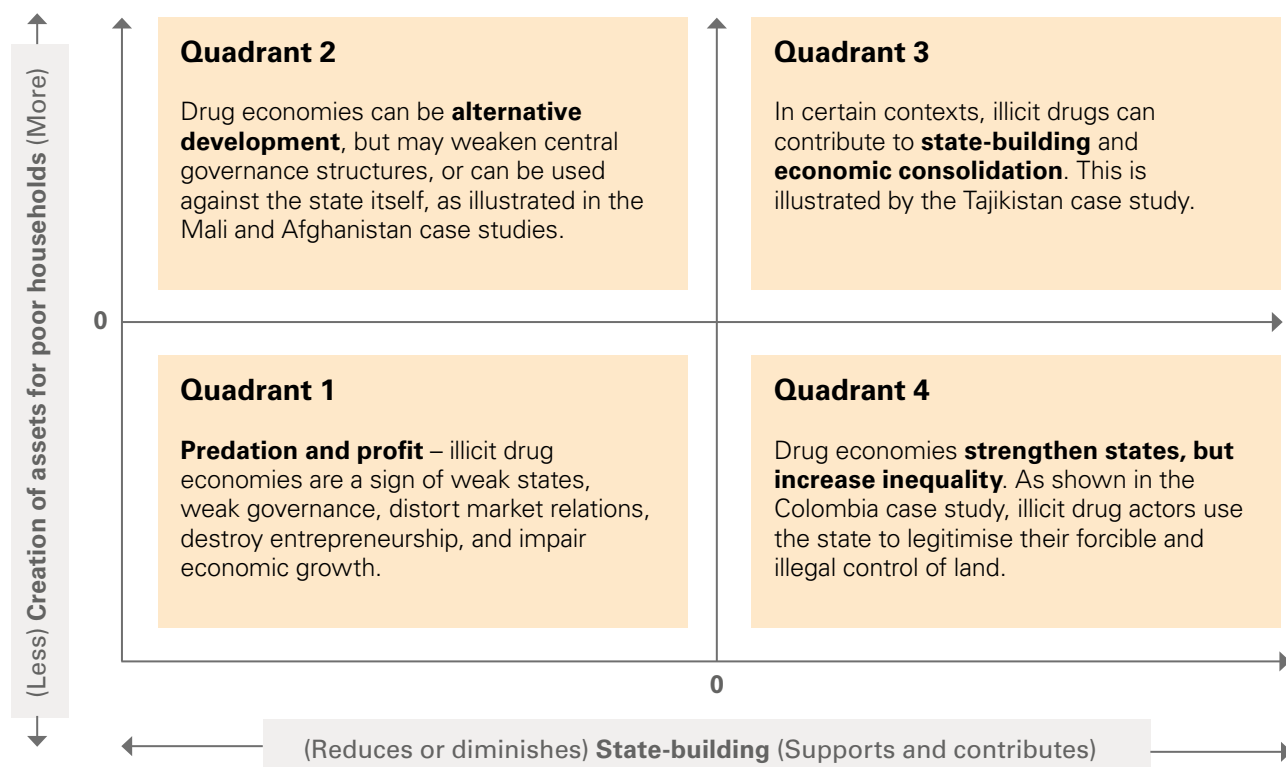 (Less) Creation of assets for poor households (More)
Quadrant 2
Drug economies can be alternative
development, but may weaken central
governance structures, or can be used
against the state itself, as illustrated in the
Mali and Afghanistan case studies.
Quadrant 3
In certain contexts, illicit drugs can
contribute to state-building and
economic consolidation. This is
illustrated by the Tajikistan case study.
0
Quadrant 1
Predation and profit – illicit drug
economies are a sign of weak states,
weak governance, distort market relations,
destroy entrepreneurship, and impair
economic growth.
Quadrant 4
Drug economies strengthen states, but
increase inequality. As shown in the
Colombia case study, illicit drug actors use
the state to legitimise their forcible and
illegal control of land.
0
(Reduces or diminishes) State-building (Supports and contributes)